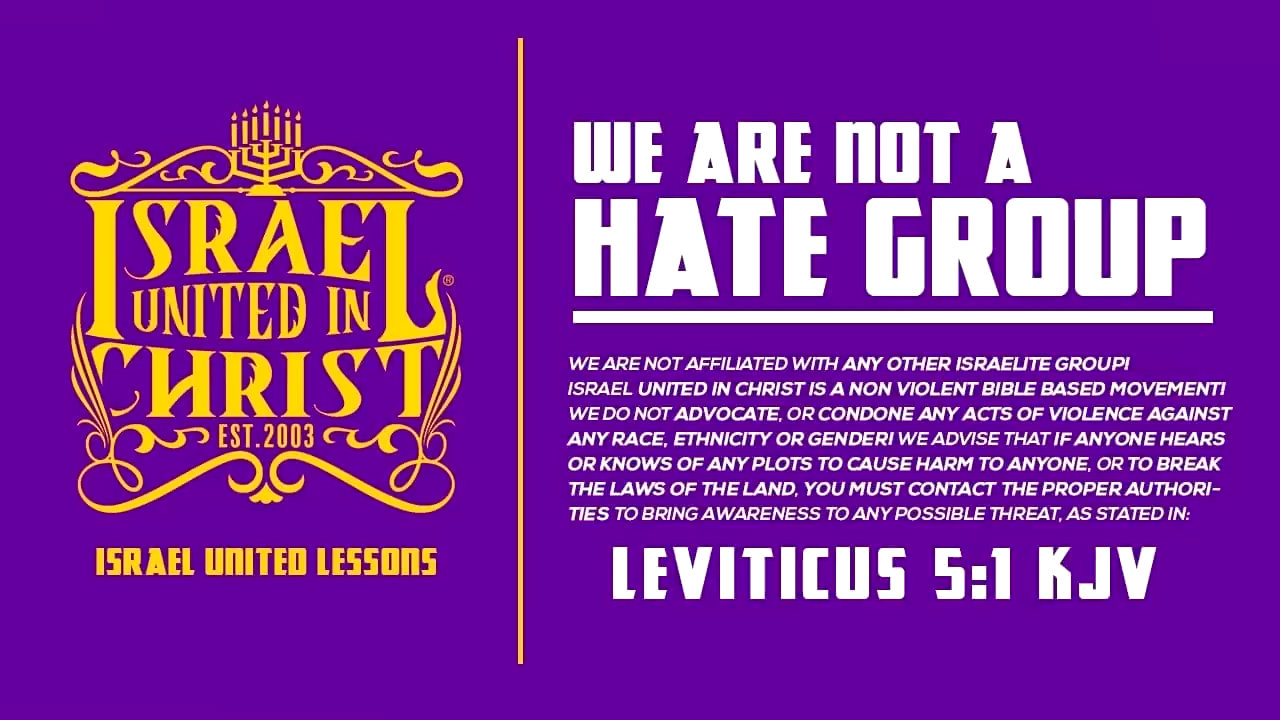 ISRAEL
UNITED IN
CHRIST
®
EST. 2003
ISRAEL UNITED LESSONS
WE ARE NOT A
HATE GROUP
WE ARE NOT AFFILIATED WITH ANY OTHER ISRAELITE GROUP!
ISRAEL UNITED IN CHRIST IS A NON VIOLENT BIBLE BASED MOVEMENT!
WE DO NOT ADVOCATE, OR CONDONE ANY ACTS OF VIOLENCE AGAINST
ANY RACE, ETHNICITY OR GENDER! WE ADVISE THAT IF ANYONE HEARS
OR KNOWS OF ANY PLOTS TO CAUSE HARM TO ANYONE, OR TO BREAK
THE LAWS OF THE LAND, YOU MUST CONTACT THE PROPER AUTHORI-
TIES TO BRING AWARENESS TO ANY POSSIBLE THREAT, AS STATED IN:
LEVITICUS 5:1 KJV